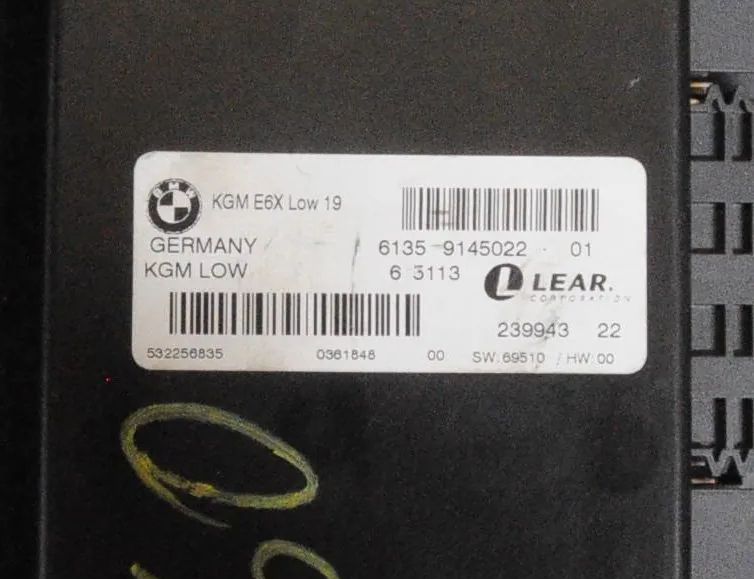 BMW
KGM E6X Low 19
GERMANY 6135 9145022 01
KGM LOW 6 3113 LEAR.
CORPORATION
239943 22
532256835 0361848 00 SW:69510 / HW:00